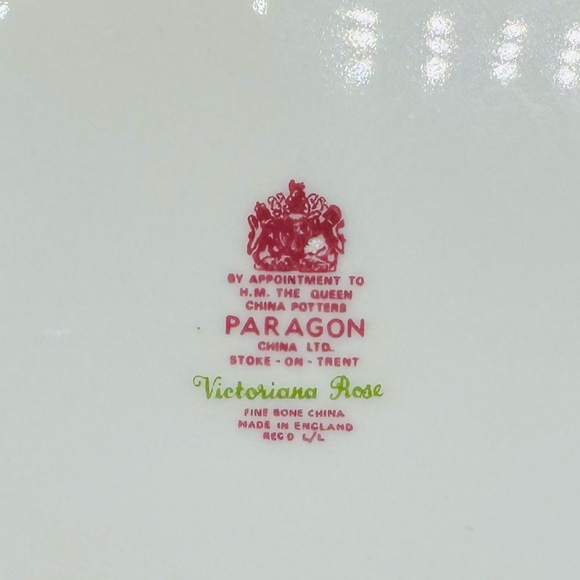 BY APPOINTMENT TO
H.M. THE QUEEN
CHINA POTTERS
PARAGON
CHINA LTD.
STOKE-ON-TRENT
Victoriana Rose
FINE BONE CHINA
MADE IN ENGLAND
REG'D L/L